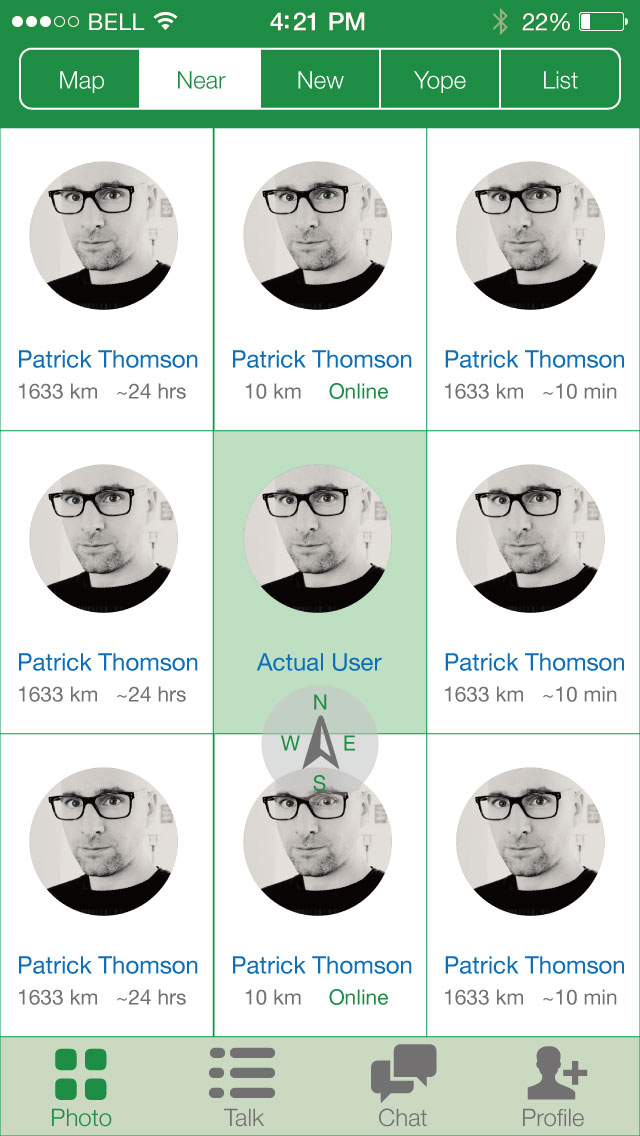 BELL 4:21 PM 22%
Map Near New Yope List
Patrick Thomson Patrick Thomson Patrick Thomson
1633 km ~24 hrs 10 km Online 1633 km ~10 min
Patrick Thomson Actual User Patrick Thomson
1633 km ~24 hrs 1633 km ~10 min
N
W E
S
Patrick Thomson Patrick Thomson Patrick Thomson
1633 km ~24 hrs 10 km Online 1633 km ~10 min
Photo Talk Chat Profile